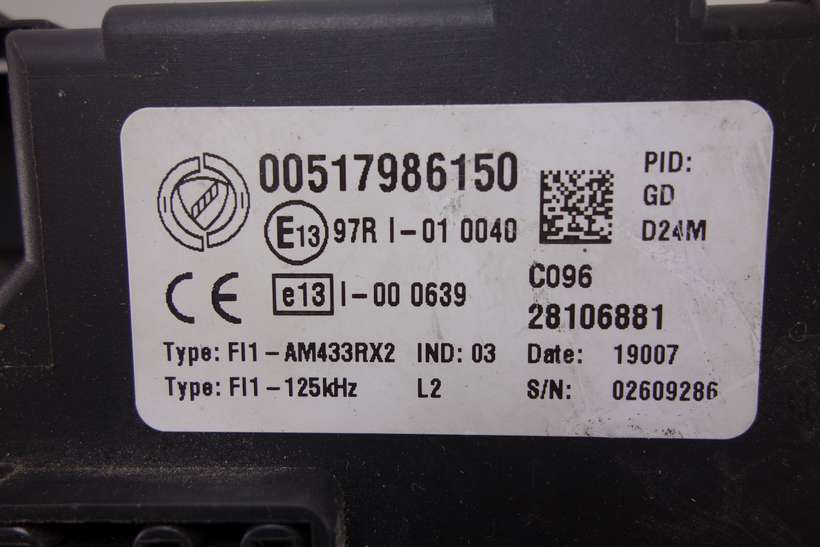 00517986150
PID:
GD
D24M
E13 97R I-01 0040
CE e13 I-00 0639
C096
28106881
Type: FI1-AM433RX2 IND: 03 Date: 19007
Type: FI1-125kHz L2 S/N: 02609286